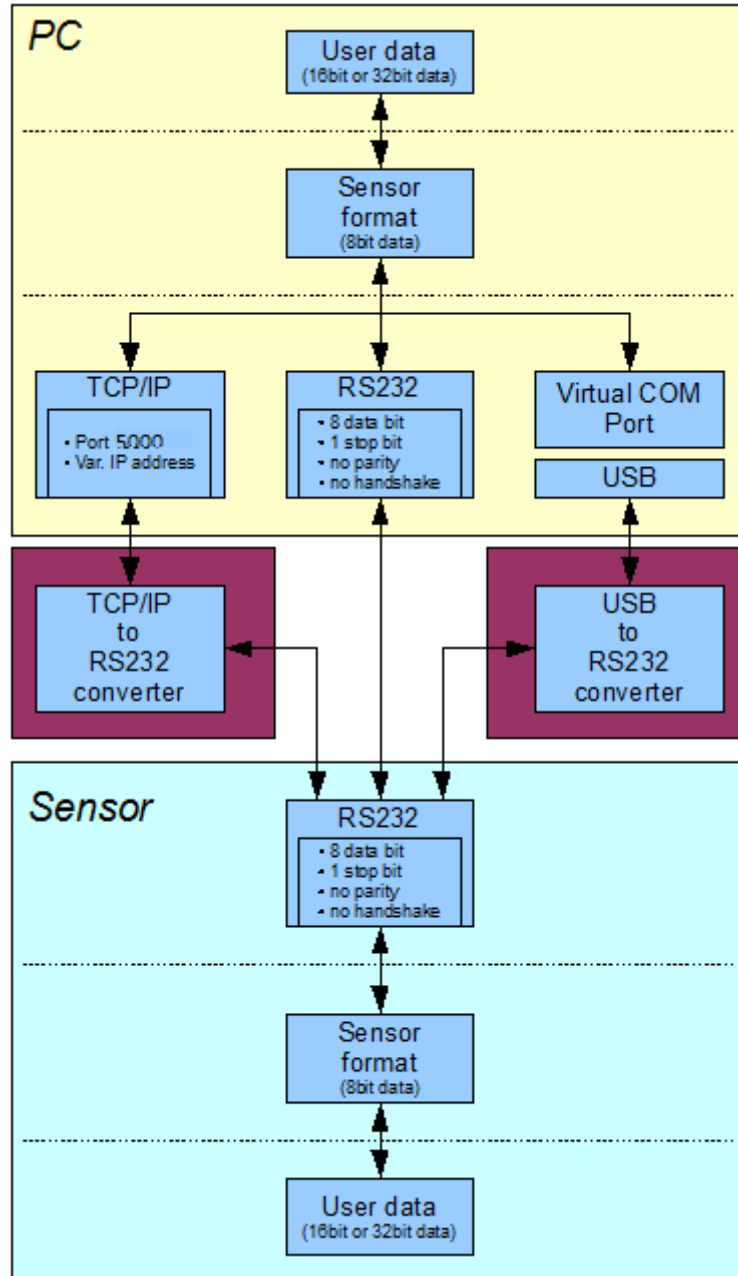 PC
User data
(16bit or 32bit data)
Sensor
format
(8bit data)
TCP/IP
• Port 5000
• Var. IP address
RS232
• 8 data bit
• 1 stop bit
• no parity
• no handshake
Virtual COM
Port
USB
TCP/IP
to
RS232
converter
USB
to
RS232
converter
Sensor
RS232
• 8 data bit
• 1 stop bit
• no parity
• no handshake
Sensor
format
(8bit data)
User data
(16bit or 32bit data)